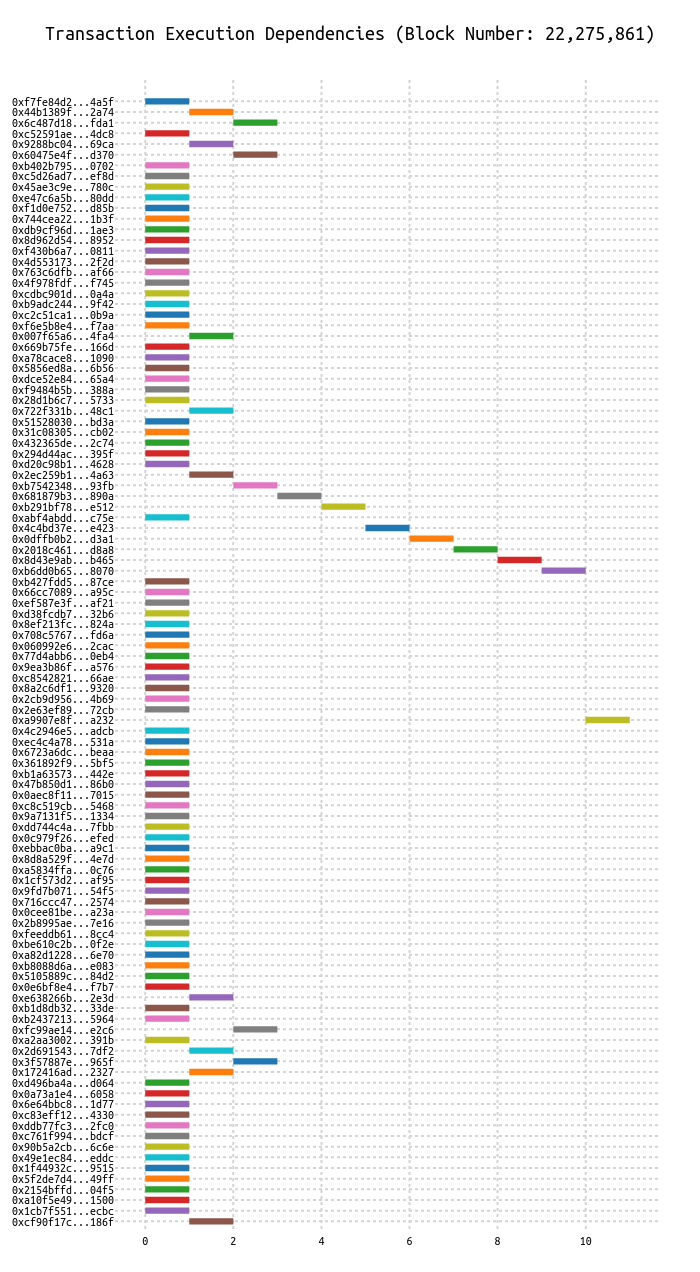 Transaction Execution Dependencies (Block Number: 22,275,861)
0xf7fe84d2...4a5f
0x44b1389f...2a74
0x6c487d18...fda1
0xc52591ae...4dc8
0x9288bc04...69ca
0x60475e4f...d370
0xb402b795...0702
0xc5d26ad7...ef8d
0x45ae3c9e...780c
0xe47c6a5b...80dd
0xf1d0e752...d85b
0x744cea22...1b3f
0xdb9cf96d...1ae3
0x8d962d54...8952
0xf430b6a7...0811
0x4d553173...2f2d
0x763c6dfb...af66
0x4f978fdf...f745
0xcdbc901d...0a4a
0xb9adc244...9f42
0xc2c51ca1...0b9a
0xf6e5b8e4...f7aa
0x007f65a6...4fa4
0x669b75fe...166d
0xa78cace8...1090
0x5856ed8a...6b56
0xdce52e84...65a4
0xf9484b5b...388a
0x28d1b6c7...5733
0x722f331b...48c1
0x51528030...bd3a
0x31c08305...cb02
0x432365de...2c74
0x294d44ac...395f
0xd20c98b1...4628
0x2ec259b1...4a63
0xb7542348...93fb
0x681879b3...890a
0xb291bf78...e512
0xabf4abdd...c75e
0x4c4bd37e...e423
0x0dffb0b2...d3a1
0x2018c461...d8a8
0x8d43e9ab...b465
0xb6dd0b65...8070
0xb427fdd5...87ce
0x66cc7089...a95c
0xef587e3f...af21
0xd38fcdb7...32b6
0x8ef213fc...824a
0x708c5767...fd6a
0x060992e6...2cac
0x77d4abb6...0eb4
0x9ea3b86f...a576
0xc8542821...66ae
0x8a2c6df1...9320
0x2cb9d956...4b69
0x2e63ef89...72cb
0xa9907e8f...a232
0x4c2946e5...adcb
0xec4c4a78...531a
0x6723a6dc...beaa
0x361892f9...5bf5
0xb1a63573...442e
0x47b850d1...86b0
0x0aec8f11...7015
0xc8c519cb...5468
0x9a7131f5...1334
0xdd744c4a...7fbb
0x0c979f26...efed
0xebbac0ba...a9c1
0x8d8a529f...4e7d
0xa5834ffa...0c76
0x1cf573d2...af95
0x9fd7b071...54f5
0x716ccc47...2574
0x0cee81be...a23a
0x2b8995ae...7e16
0xfeeddb61...8cc4
0xbe610c2b...0f2e
0xa82d1228...6e70
0xb8088d6a...e083
0x5105889c...84d2
0x0e6bf8e4...f7b7
0xe638266b...2e3d
0xb1d8db32...33de
0xb2437213...5964
0xfc99ae14...e2c6
0xa2aa3002...391b
0x2d691543...7df2
0x3f57887e...965f
0x172416ad...2327
0xd496ba4a...d064
0x0a73a1e4...6058
0x6e64bbc8...1d77
0xc83eff12...4330
0xddb77fc3...2fc0
0xc761f994...bdcf
0x90b5a2cb...6c6e
0x49e1ec84...eddc
0x1f44932c...9515
0x5f2de7d4...49ff
0x2154bffd...04f5
0xa10f5e49...1500
0x1cb7f551...ecbc
0xcf90f17c...186f
0 2 4 6 8 10